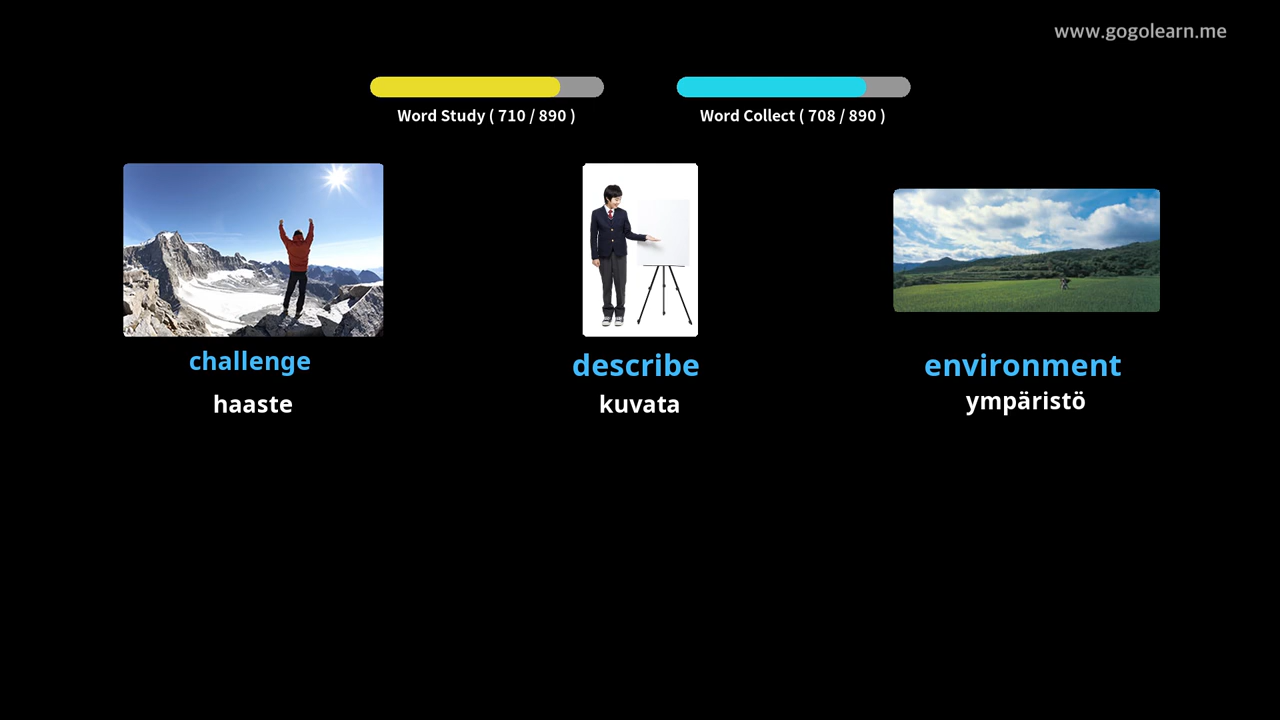 www.gogolearn.me
Word Study ( 710 / 890 )
Word Collect ( 708 / 890 )
challenge
haaste
describe
kuvata
environment
ympäristö